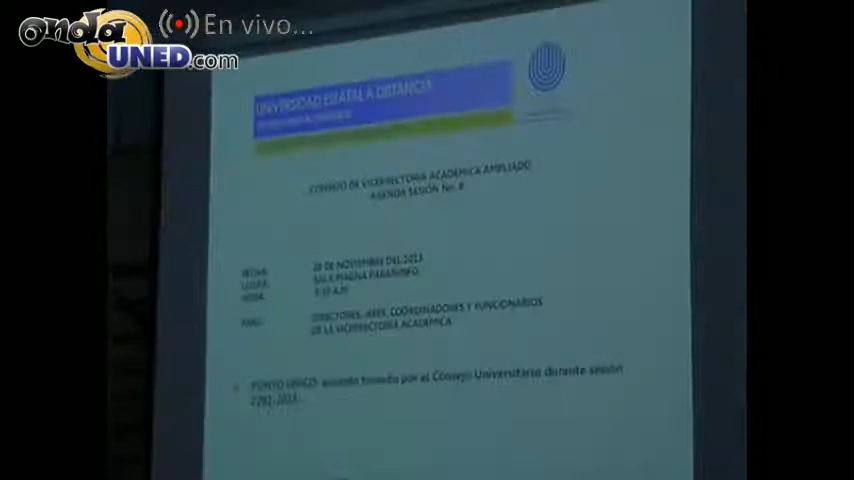 onda UNED.com
En vivo...
UNIVERSIDAD ESTATAL A DISTANCIA
CONSEJO DE VICERRECTORIA ACADEMICA AMPLIADO
AGENDA SESION No. 8
FECHA: 28 DE NOVIEMBRE DEL 2013
LUGAR: SALA MAGNA PARANINFO
HORA:
PARA: DIRECTORES, JEFES, COORDINADORES Y FUNCIONARIOS
DE LA VICERRECTORIA ACADEMICA
PUNTO UNICO: acuerdo tomado por el Consejo Universitario durante sesión